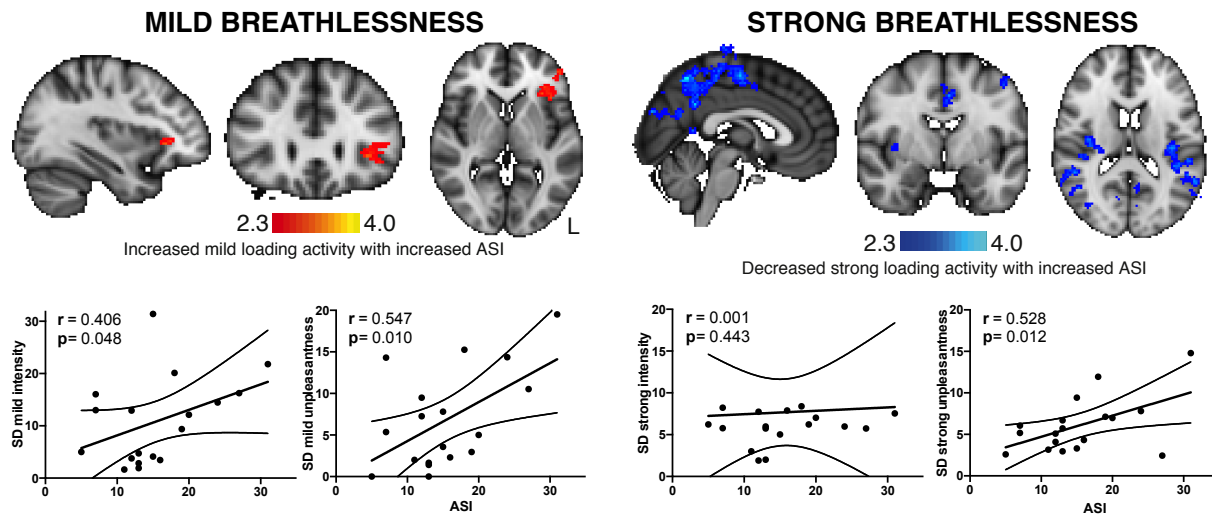 MILD BREATHLESSNESS
L
2.3 4.0
Increased mild loading activity with increased ASI
STRONG BREATHLESSNESS
2.3 4.0
Decreased strong loading activity with increased ASI
SD mild intensity
r = 0.406
p= 0.048
30
20
10
0
0 10 20 30
SD mild unpleasantness
r = 0.547
p= 0.010
20
15
10
5
0
0 10 20 30
ASI
SD strong intensity
r = 0.001
p= 0.443
20
15
10
5
0
0 10 20 30
SD strong unpleasantness
r = 0.528
p= 0.012
20
15
10
5
0
0 10 20 30
ASI